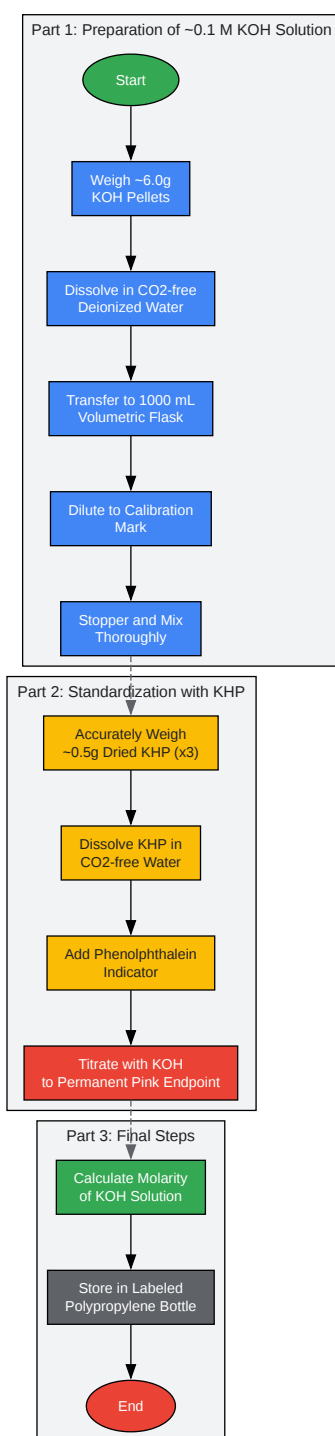 Part 1: Preparation of ~0.1 M KOH Solution
Start
Weigh ~6.0g
KOH Pellets
Dissolve in CO2-free
Deionized Water
Transfer to 1000 mL
Volumetric Flask
Dilute to Calibration
Mark
Stopper and Mix
Thoroughly
Part 2: Standardization with KHP
Accurately Weigh
~0.5g Dried KHP (x3)
Dissolve KHP in
CO2-free Water
Add Phenolphthalein
Indicator
Titrate with KOH
to Permanent Pink Endpoint
Part 3: Final Steps
Calculate Molarity
of KOH Solution
Store in Labeled
Polypropylene Bottle
End